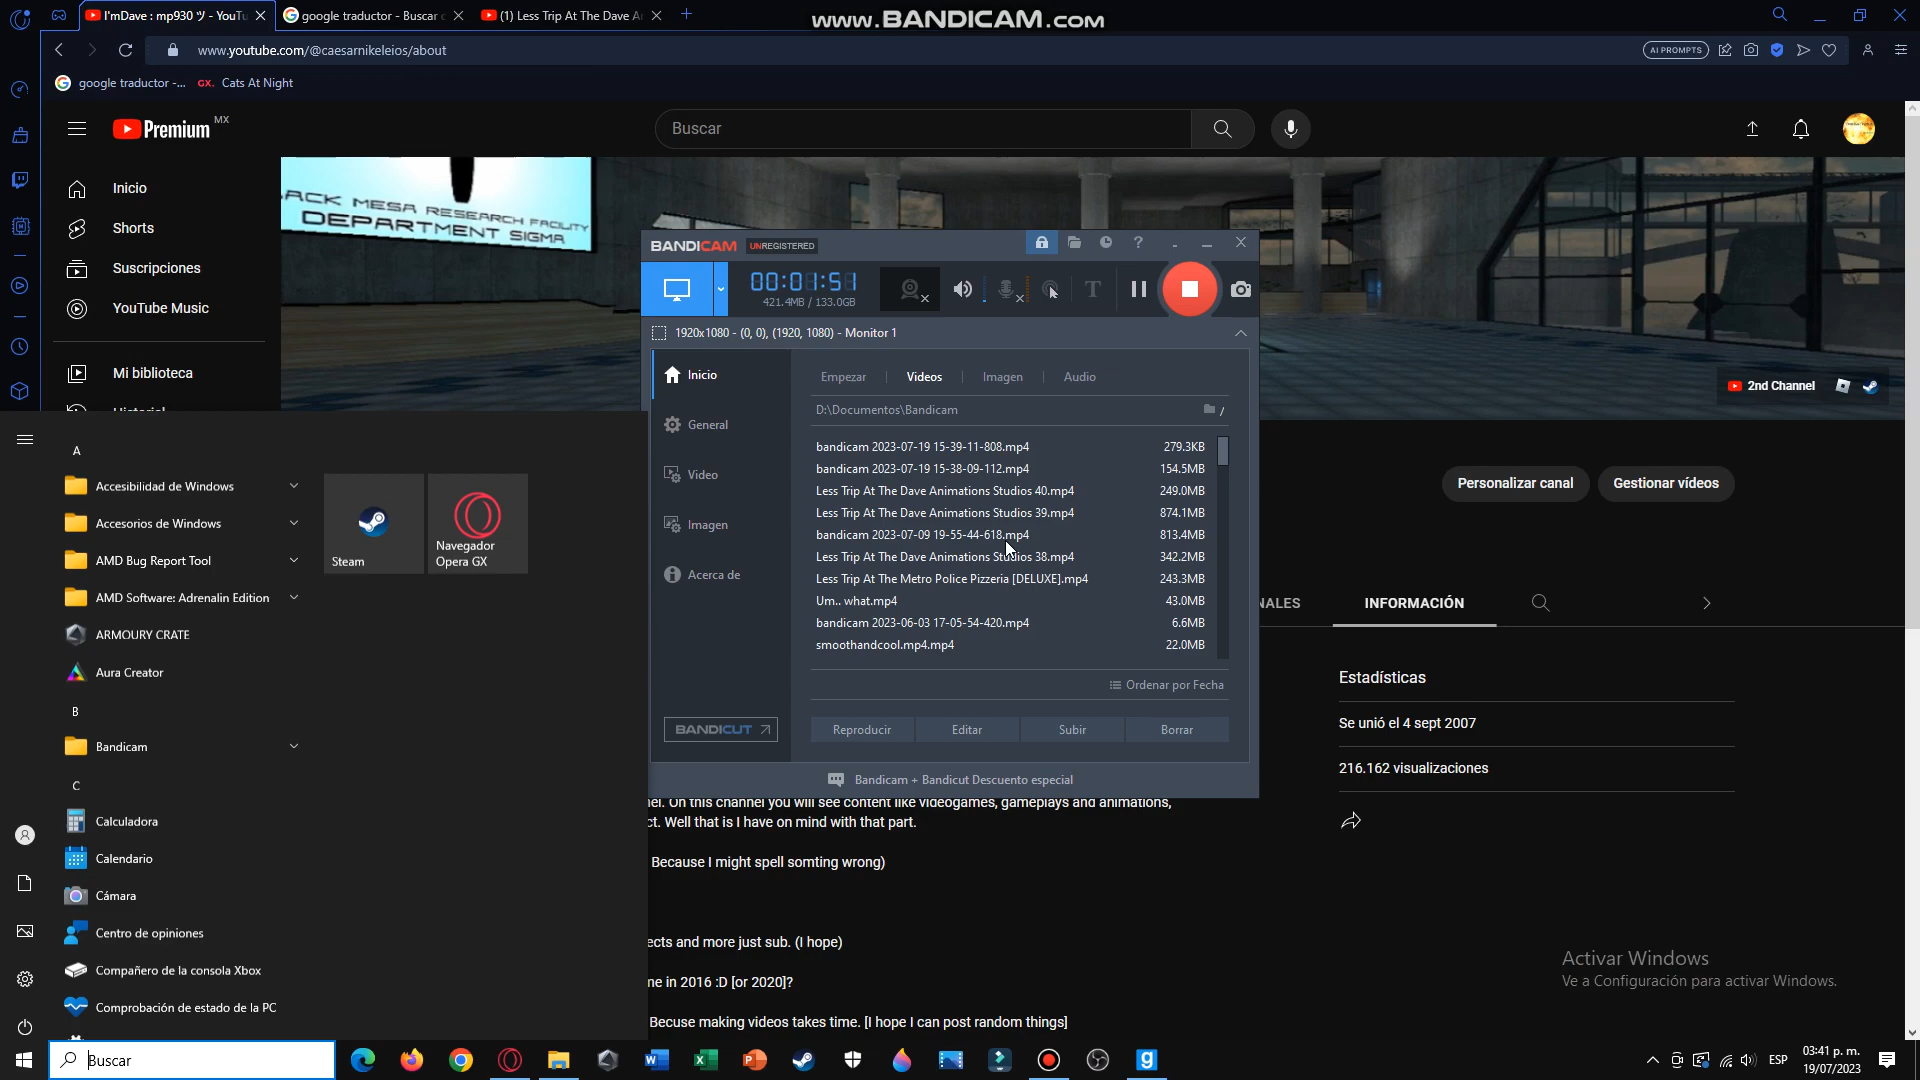 I'mDave : mp930 ツ - YouTu
google traductor - Buscar c
(1) Less Trip At The Dave A
www.BANDICAM.com
www.youtube.com/@caesarnikeleios/about
AI PROMPTS
google traductor -...
GX.
Cats At Night
Premium
MX
Buscar
Inicio
Shorts
Suscripciones
YouTube Music
Mi biblioteca
Historial
ACK MESA RESEARCH FACILITY
DEPARTMENT SIGMA
2nd Channel
BANDICAM
UNREGISTERED
00:01:51
421.4MB / 133.0GB
1920x1080 - (0, 0), (1920, 1080) - Monitor 1
Inicio
General
Video
Imagen
Acerca de
BANDICUT
Empezar
Videos
Imagen
Audio
D:\Documentos\Bandicam
bandicam 2023-07-19 15-39-11-808.mp4 279.3KB
bandicam 2023-07-19 15-38-09-112.mp4 154.5MB
Less Trip At The Dave Animations Studios 40.mp4 249.0MB
Less Trip At The Dave Animations Studios 39.mp4 874.1MB
bandicam 2023-07-09 19-55-44-618.mp4 813.4MB
Less Trip At The Dave Animations Studios 38.mp4 342.2MB
Less Trip At The Metro Police Pizzeria [DELUXE].mp4 243.3MB
Um.. what.mp4 43.0MB
bandicam 2023-06-03 17-05-54-420.mp4 6.6MB
smoothandcool.mp4.mp4 22.0MB
Ordenar por Fecha
Reproducir
Editar
Subir
Borrar
Bandicam + Bandicut Descuento especial
Personalizar canal
Gestionar vídeos
NALES
INFORMACIÓN
Estadísticas
Se unió el 4 sept 2007
216.162 visualizaciones
nel. On this channel you will see content like videogames, gameplays and animations,
ct. Well that is I have on mind with that part.
Because I might spell somting wrong)
ects and more just sub. (I hope)
me in 2016 :D [or 2020]?
Becuse making videos takes time. [I hope I can post random things]
A
Accesibilidad de Windows
Accesorios de Windows
AMD Bug Report Tool
AMD Software: Adrenalin Edition
ARMOURY CRATE
Aura Creator
B
Bandicam
C
Calculadora
Calendario
Cámara
Centro de opiniones
Compañero de la consola Xbox
Comprobación de estado de la PC
Steam
Navegador
Opera GX
Activar Windows
Ve a Configuración para activar Windows.
Buscar
ESP
03:41 p. m.
19/07/2023